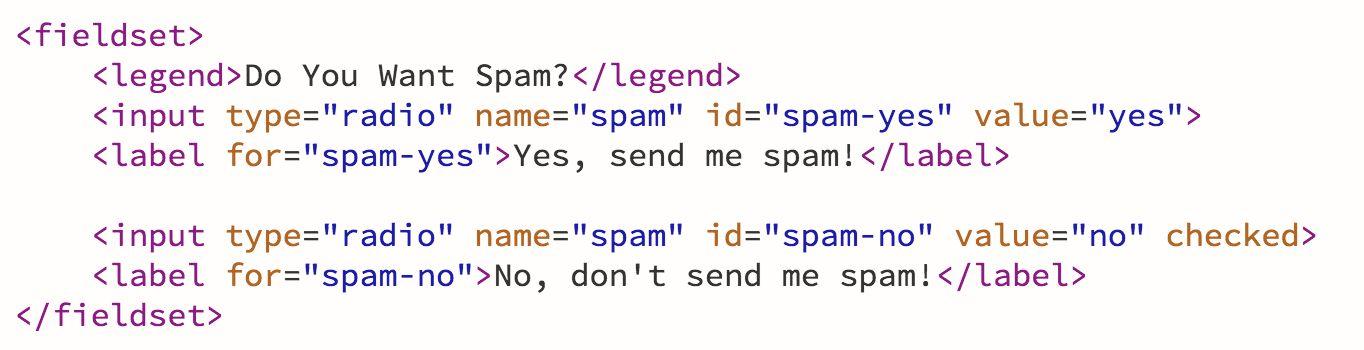 <fieldset>
    <legend>Do You Want Spam?</legend>
    <input type="radio" name="spam" id="spam-yes" value="yes">
    <label for="spam-yes">Yes, send me spam!</label>

    <input type="radio" name="spam" id="spam-no" value="no" checked>
    <label for="spam-no">No, don't send me spam!</label>
</fieldset>